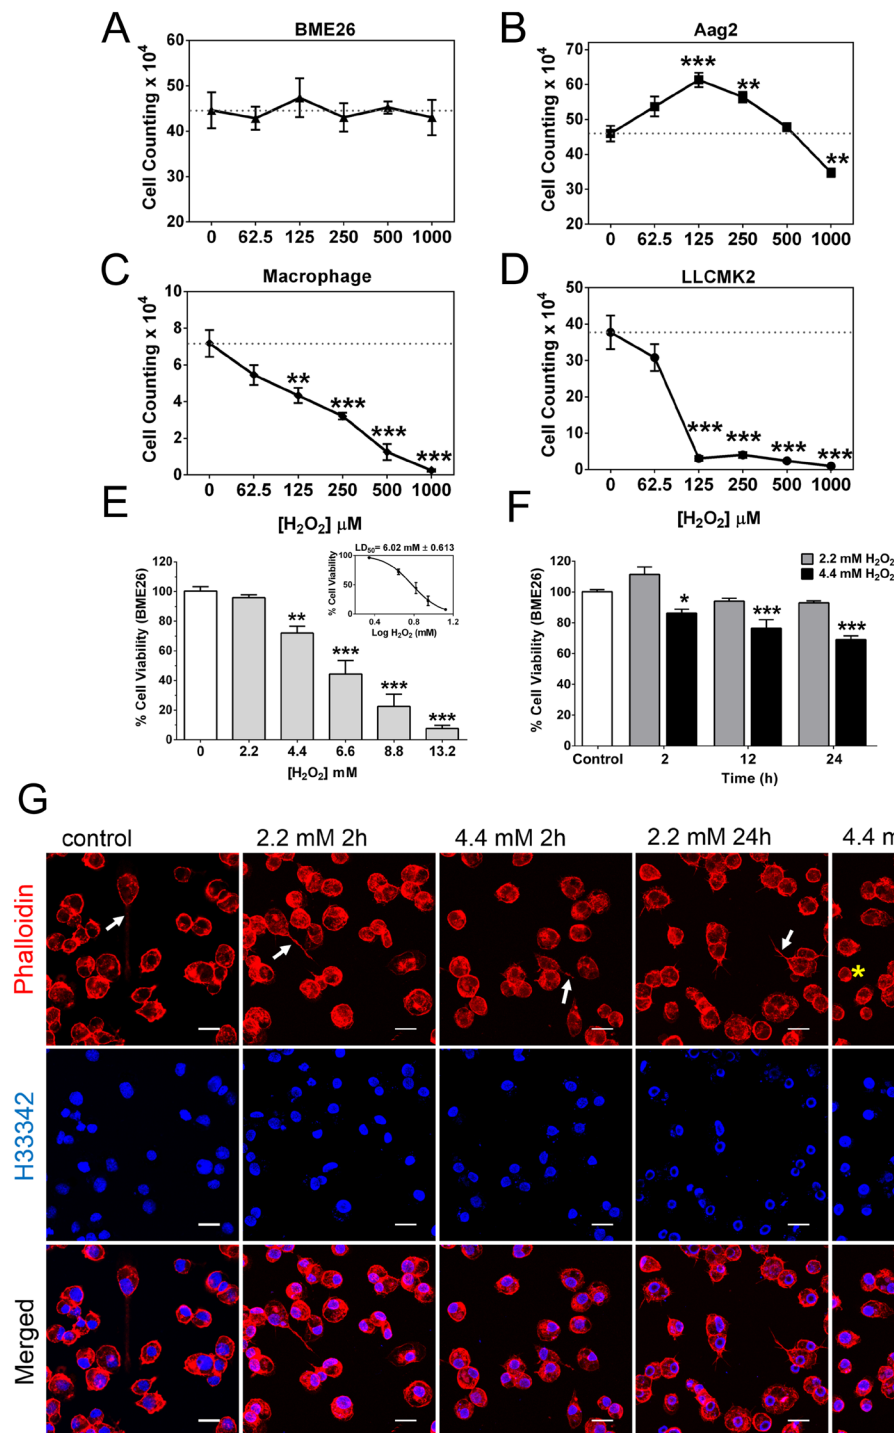 A
BME26
Cell Counting x 10⁴
60
50
40
30
20
0 62.5 125 250 500 1000
B
Aag2
Cell Counting x 10⁴
70
60
50
40
30
20
***
**
**
0 62.5 125 250 500 1000
C
Macrophage
Cell Counting x 10⁴
10
8
6
4
2
0
**
***
***
***
0 62.5 125 250 500 1000
[H₂O₂] µM
D
LLCMK2
Cell Counting x 10⁴
50
40
30
20
10
0
***
***
***
***
0 62.5 125 250 500 1000
[H₂O₂] µM
E
% Cell Viability (BME26)
120
100
80
60
40
20
0
**
***
***
***
0 2.2 4.4 6.6 8.8 13.2
[H₂O₂] mM
LD₅₀= 6.02 mM ± 0.613
% Cell Viability
100
50
0
0.4 0.8 1.2
Log H₂O₂ (mM)
F
2.2 mM H₂O₂
4.4 mM H₂O₂
% Cell Viability (BME26)
120
100
80
60
40
20
0
*
***
***
Control 2 12 24
Time (h)
G
control 2.2 mM 2h 4.4 mM 2h 2.2 mM 24h 4.4 m
Phalloidin
*
H33342
Merged